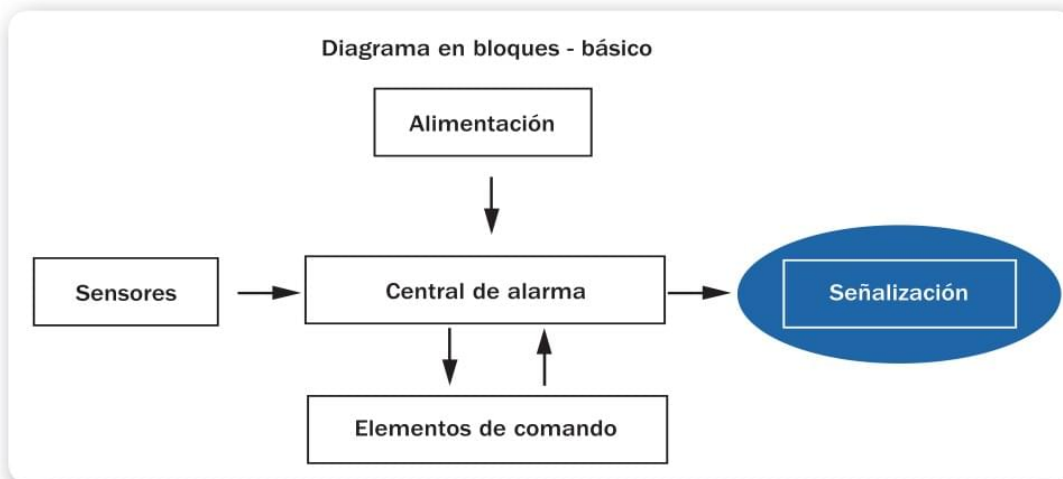 Diagrama en bloques - básico
Alimentación
Sensores
Central de alarma
Señalización
Elementos de comando